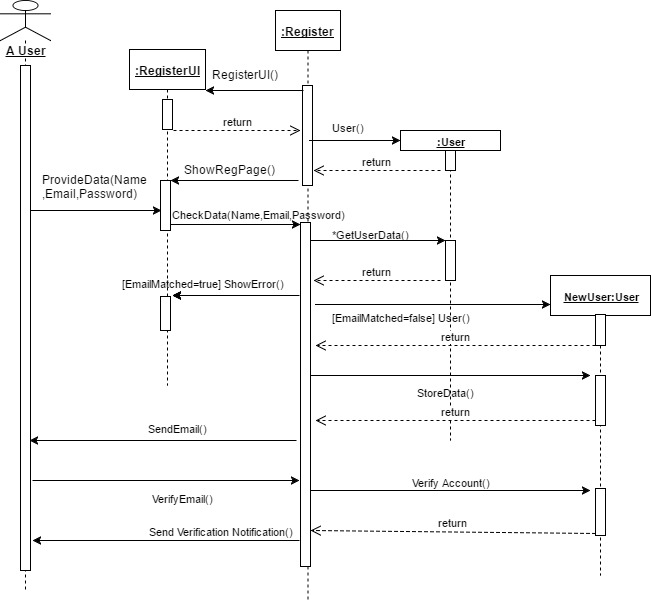 :Register
A User
:RegisterUI
RegisterUI()
return
User()
:User
return
ShowRegPage()
ProvideData(Name
,Email,Password)
CheckData(Name,Email,Password)
*GetUserData()
return
[EmailMatched=true] ShowError()
NewUser:User
[EmailMatched=false] User()
return
StoreData()
return
SendEmail()
Verify Account()
VerifyEmail()
return
Send Verification Notification()